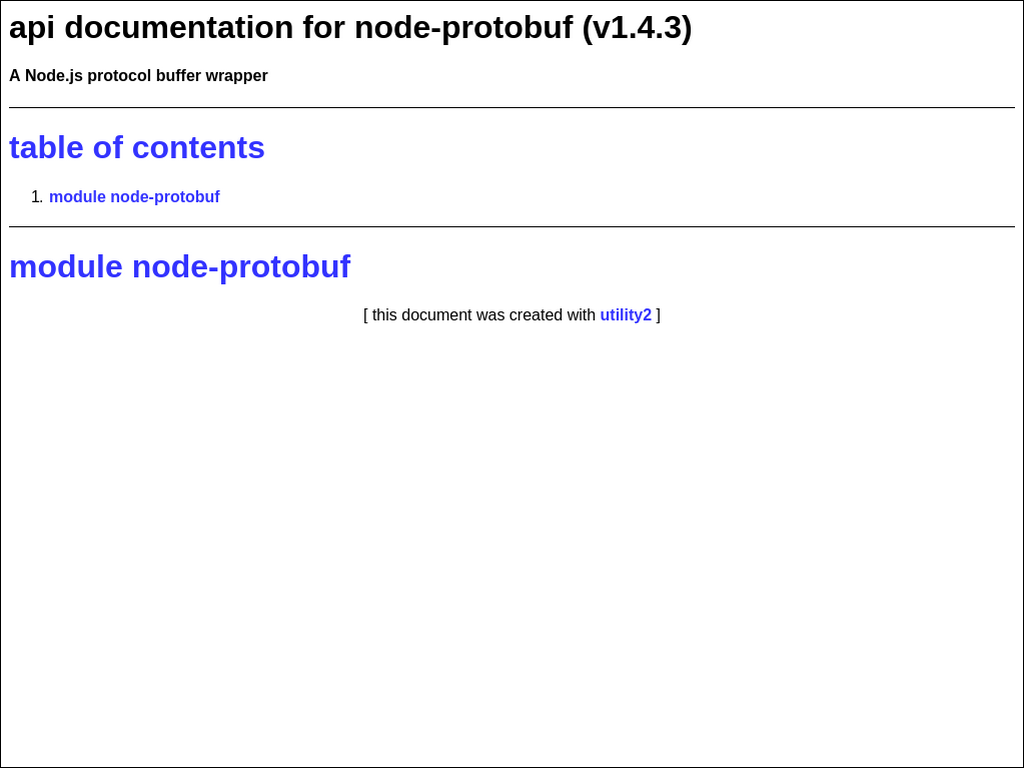 api documentation for node-protobuf (v1.4.3)
A Node.js protocol buffer wrapper
table of contents
1. module node-protobuf
module node-protobuf
[ this document was created with utility2 ]